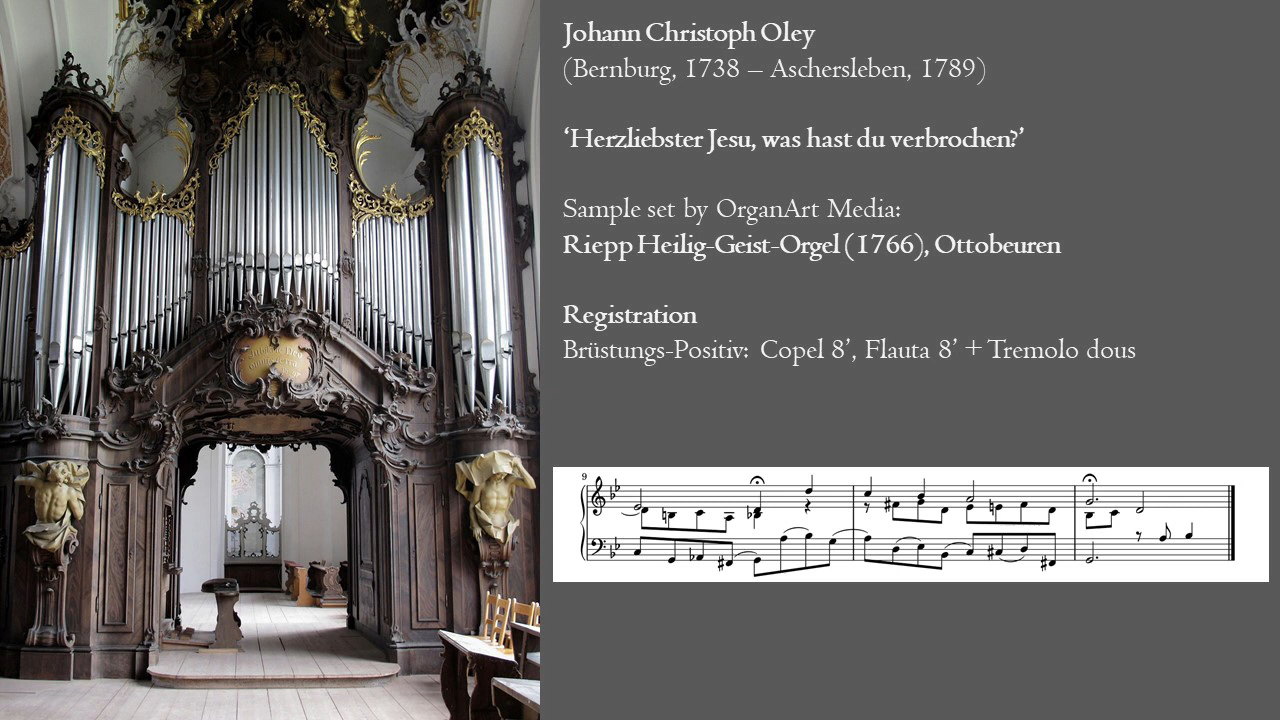 Johann Christoph Oley
(Bernburg, 1738 – Aschersleben, 1789)
‘Herzliebster Jesu, was hast du verbrochen?’
Sample set by OrganArt Media:
Riepp Heilig-Geist-Orgel (1766), Ottobeuren
Registration
Brüstungs-Positiv: Copel 8’, Flauta 8’ + Tremolo dous
9